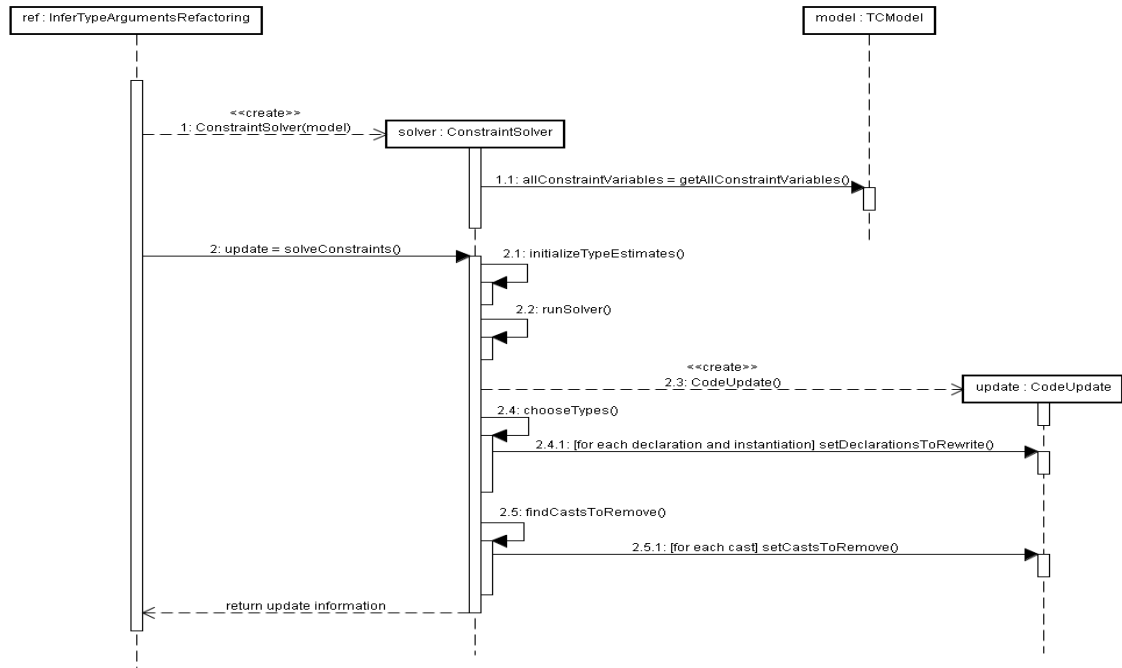 ref : InferTypeArgumentsRefactoring
model : TCModel
<<create>>
1: ConstraintSolver(model)
solver : ConstraintSolver
1.1: allConstraintVariables = getAllConstraintVariables()
2: update = solveConstraints()
2.1: initializeTypeEstimates()
2.2: runSolver()
<<create>>
2.3: CodeUpdate()
update : CodeUpdate
2.4: chooseTypes()
2.4.1: [for each declaration and instantiation] setDeclarationsToRewrite()
2.5: findCastsToRemove()
2.5.1: [for each cast] setCastsToRemove()
return update information